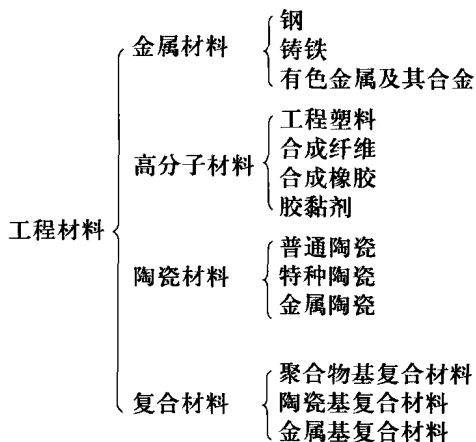 工程材料
金属材料
钢
铸铁
有色金属及其合金
高分子材料
工程塑料
合成纤维
合成橡胶
胶黏剂
陶瓷材料
普通陶瓷
特种陶瓷
金属陶瓷
复合材料
聚合物基复合材料
陶瓷基复合材料
金属基复合材料